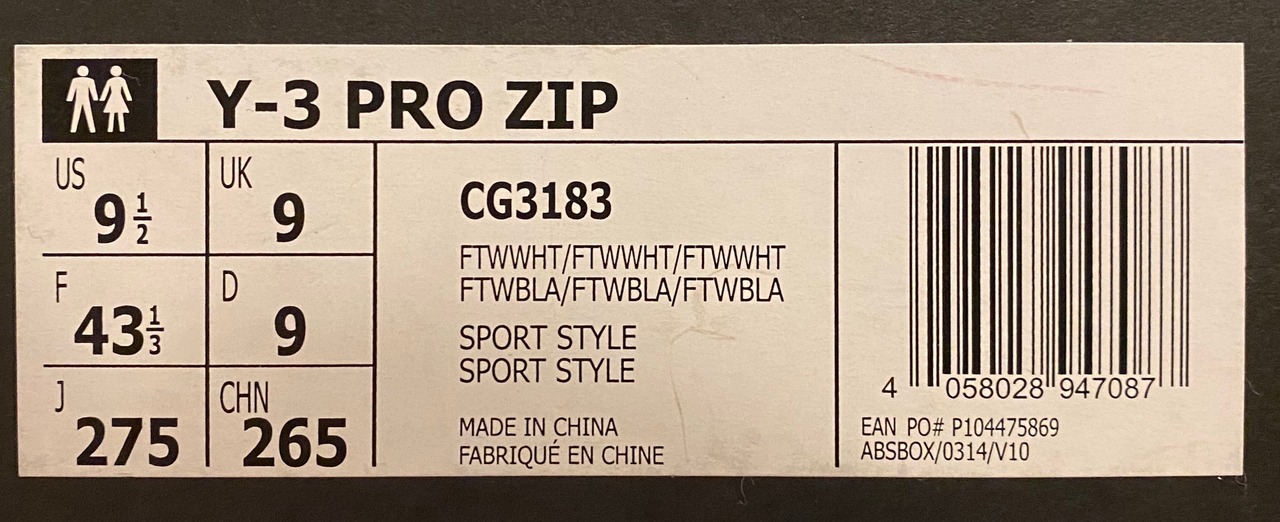 Y-3 PRO ZIP
US 9 1/2
UK 9
F 43 1/3
D 9
J 275
CHN 265
CG3183
FTWWHT/FTWWHT/FTWWHT
FTWBLA/FTWBLA/FTWBLA
SPORT STYLE
SPORT STYLE
MADE IN CHINA
FABRIQUÉ EN CHINE
4 058028 947087
EAN PO# P104475869
ABSBOX/0314/V10